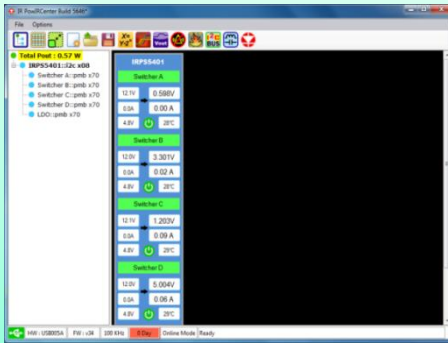 IR PowIRCenter Build 5646*
File Options
Total Pout : 0.57 W
IRPS5401::i2c x08
Switcher A::pmb x70
Switcher B::pmb x70
Switcher C::pmb x70
Switcher D::pmb x70
LDO::pmb x70
IRPS5401
Switcher A
12.1V 0.598V
0.0A 0.00 A
4.8V 28°C
Switcher B
12.0V 3.301V
0.0A 0.02 A
4.8V 28°C
Switcher C
12.1V 1.203V
0.0A 0.09 A
4.8V 29°C
Switcher D
12.0V 5.004V
0.0A 0.06 A
4.8V 29°C
HW : USB005A FW : x34 100 KHz 0 Day Online Mode Ready